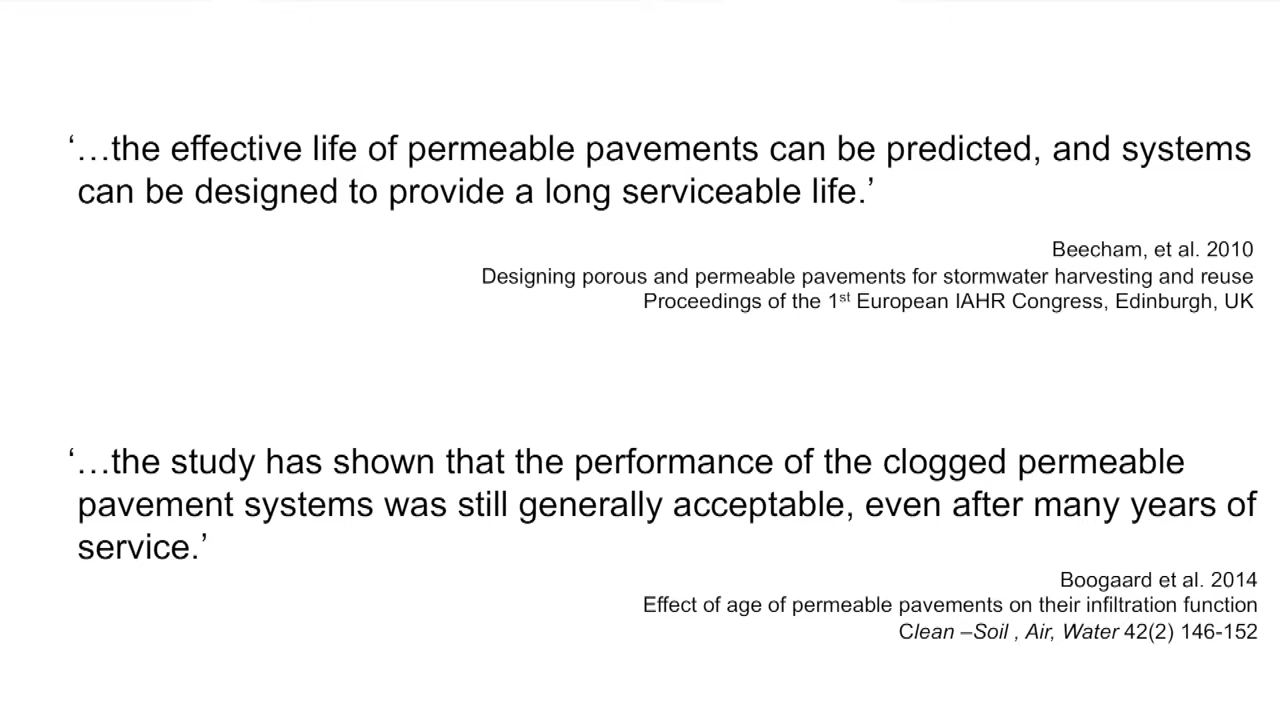 ‘…the effective life of permeable pavements can be predicted, and systems
can be designed to provide a long serviceable life.’
Beecham, et al. 2010
Designing porous and permeable pavements for stormwater harvesting and reuse
Proceedings of the 1st European IAHR Congress, Edinburgh, UK
‘…the study has shown that the performance of the clogged permeable
pavement systems was still generally acceptable, even after many years of
service.’
Boogaard et al. 2014
Effect of age of permeable pavements on their infiltration function
Clean –Soil , Air, Water 42(2) 146-152